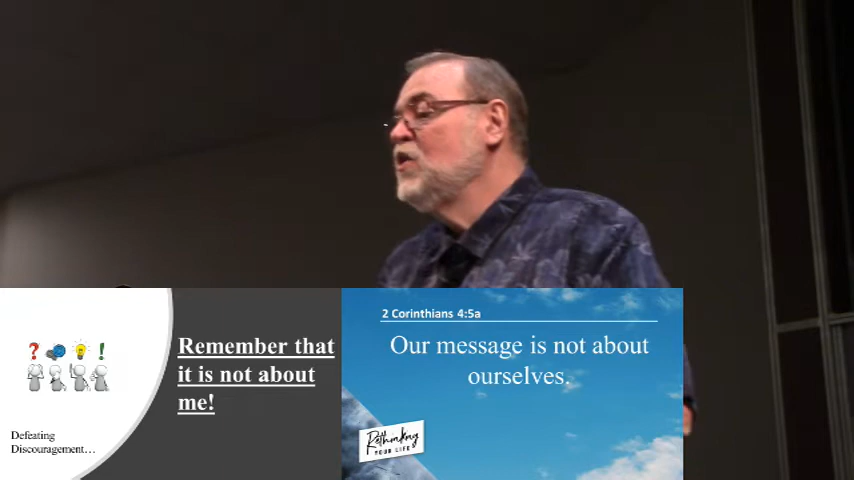 Remember that
it is not about
me!
Defeating
Discouragement...
2 Corinthians 4:5a
Our message is not about
ourselves.
Rethinking
YOUR LIFE